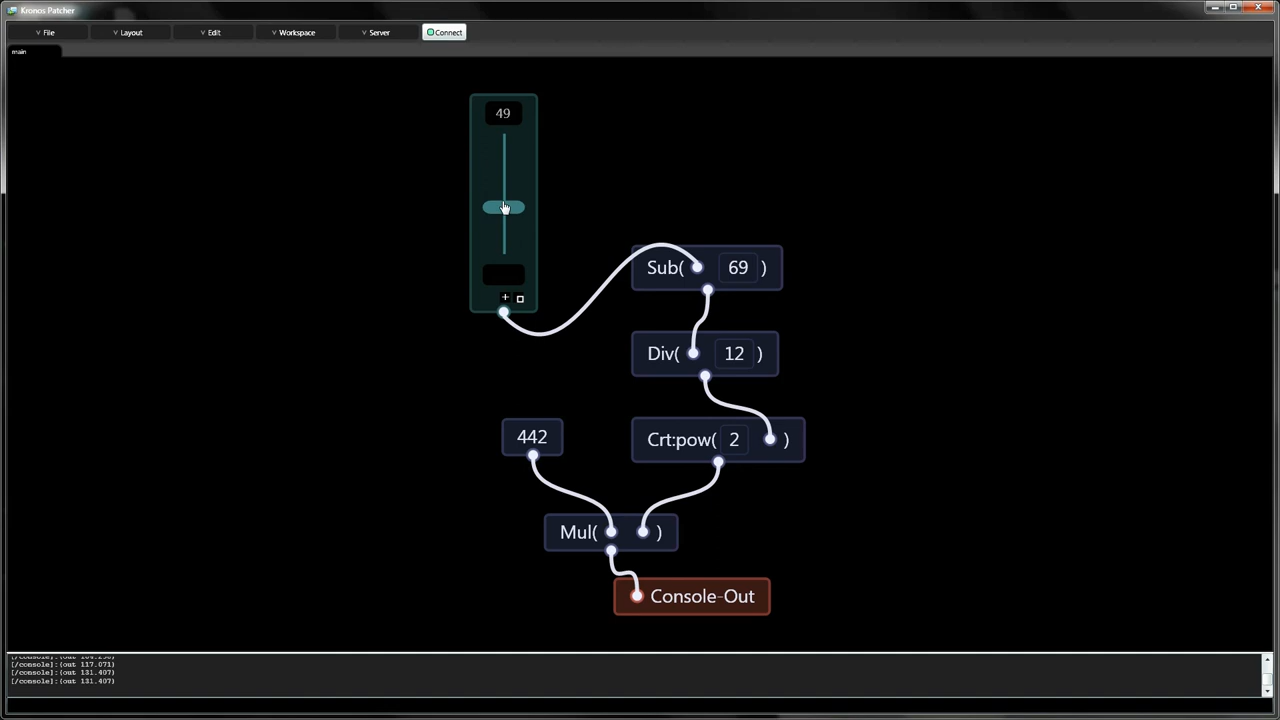 Kronos Patcher
File
Layout
Edit
Workspace
Server
Connect
main
49
Sub( 69 )
Div( 12 )
442
Crt:pow( 2 )
Mul( )
Console-Out
[/console]:(out 117.071)
[/console]:(out 131.407)
[/console]:(out 131.407)